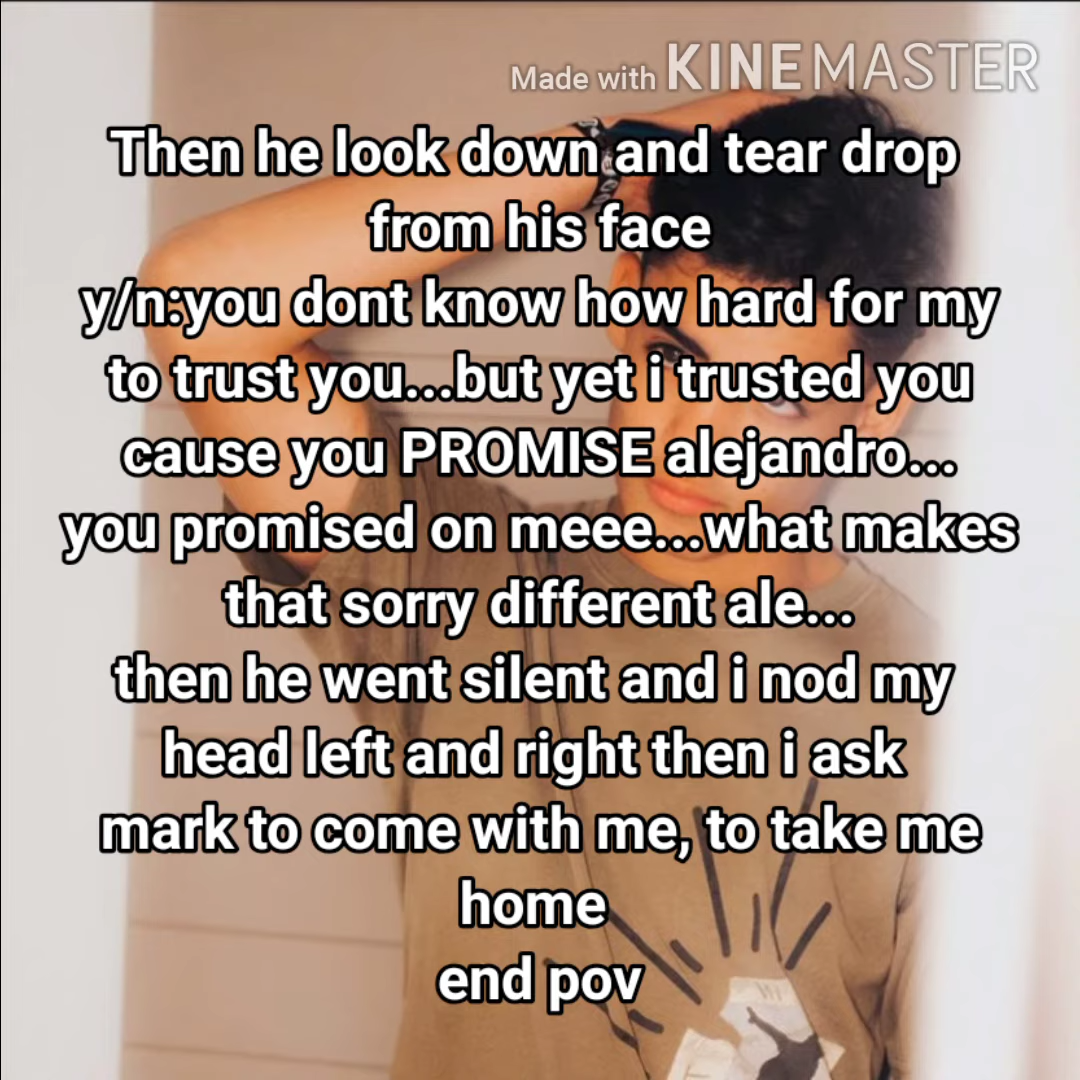 Made with KINEMASTER
Then he look down and tear drop
from his face
y/n:you dont know how hard for my
to trust you...but yet i trusted you
cause you PROMISE alejandro...
you promised on meee...what makes
that sorry different ale...
then he went silent and i nod my
head left and right then i ask
mark to come with me, to take me
home
end pov